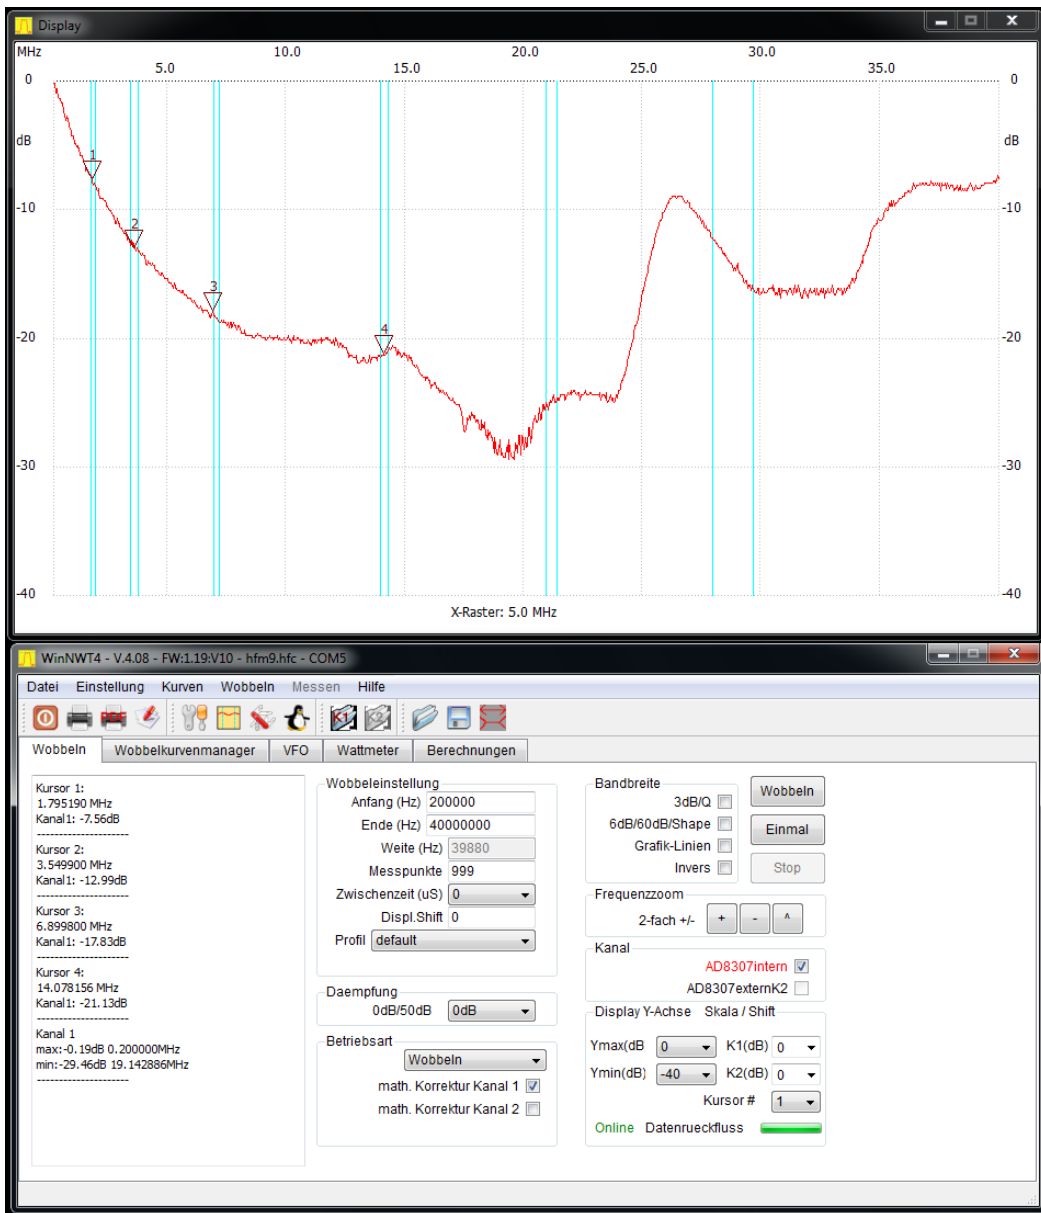 Display
MHz 10.0 20.0 30.0
5.0 15.0 25.0 35.0
0 0
dB dB
1
-10 -10
2
3
4
-20 -20
-30 -30
-40 -40
X-Raster: 5.0 MHz
WinNWT4 - V.4.08 - FW:1.19:V10 - hfm9.hfc - COM5
Datei Einstellung Kurven Wobbeln Messen Hilfe
PDF K1 K2
Wobbeln Wobbelkurvenmanager VFO Wattmeter Berechnungen
Kursor 1:
1.795190 MHz
Kanal1: -7.56dB
----------------------
Kursor 2:
3.549900 MHz
Kanal1: -12.99dB
----------------------
Kursor 3:
6.899800 MHz
Kanal1: -17.83dB
----------------------
Kursor 4:
14.078156 MHz
Kanal1: -21.13dB
----------------------
Kanal 1
max:-0.19dB 0.200000MHz
min:-29.46dB 19.142886MHz
----------------------
Wobbeleinstellung
Anfang (Hz) 200000
Ende (Hz) 40000000
Weite (Hz) 39880
Messpunkte 999
Zwischenzeit (uS) 0
Displ.Shift 0
Profil default
Daempfung
0dB/50dB 0dB
Betriebsart
Wobbeln
math. Korrektur Kanal 1
math. Korrektur Kanal 2
Bandbreite
3dB/Q
6dB/60dB/Shape
Grafik-Linien
Invers
Wobbeln
Einmal
Stop
Frequenzzoom
2-fach +/- + - ^
Kanal
AD8307intern
AD8307externK2
Display Y-Achse Skala / Shift
Ymax(dB 0 K1(dB) 0
Ymin(dB) -40 K2(dB) 0
Kursor # 1
Online Datenrueckfluss